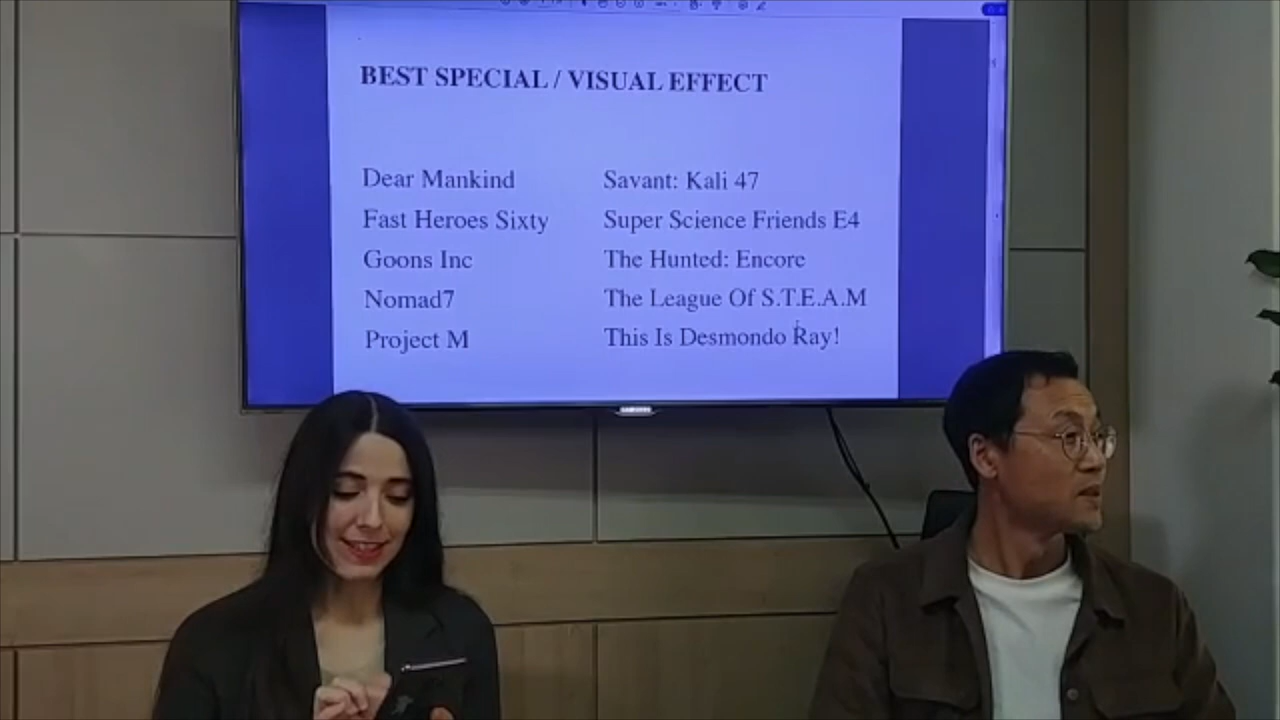 BEST SPECIAL / VISUAL EFFECT
Dear Mankind
Fast Heroes Sixty
Goons Inc
Nomad7
Project M
Savant: Kali 47
Super Science Friends E4
The Hunted: Encore
The League Of S.T.E.A.M
This Is Desmondo Ray!
SAMSUNG